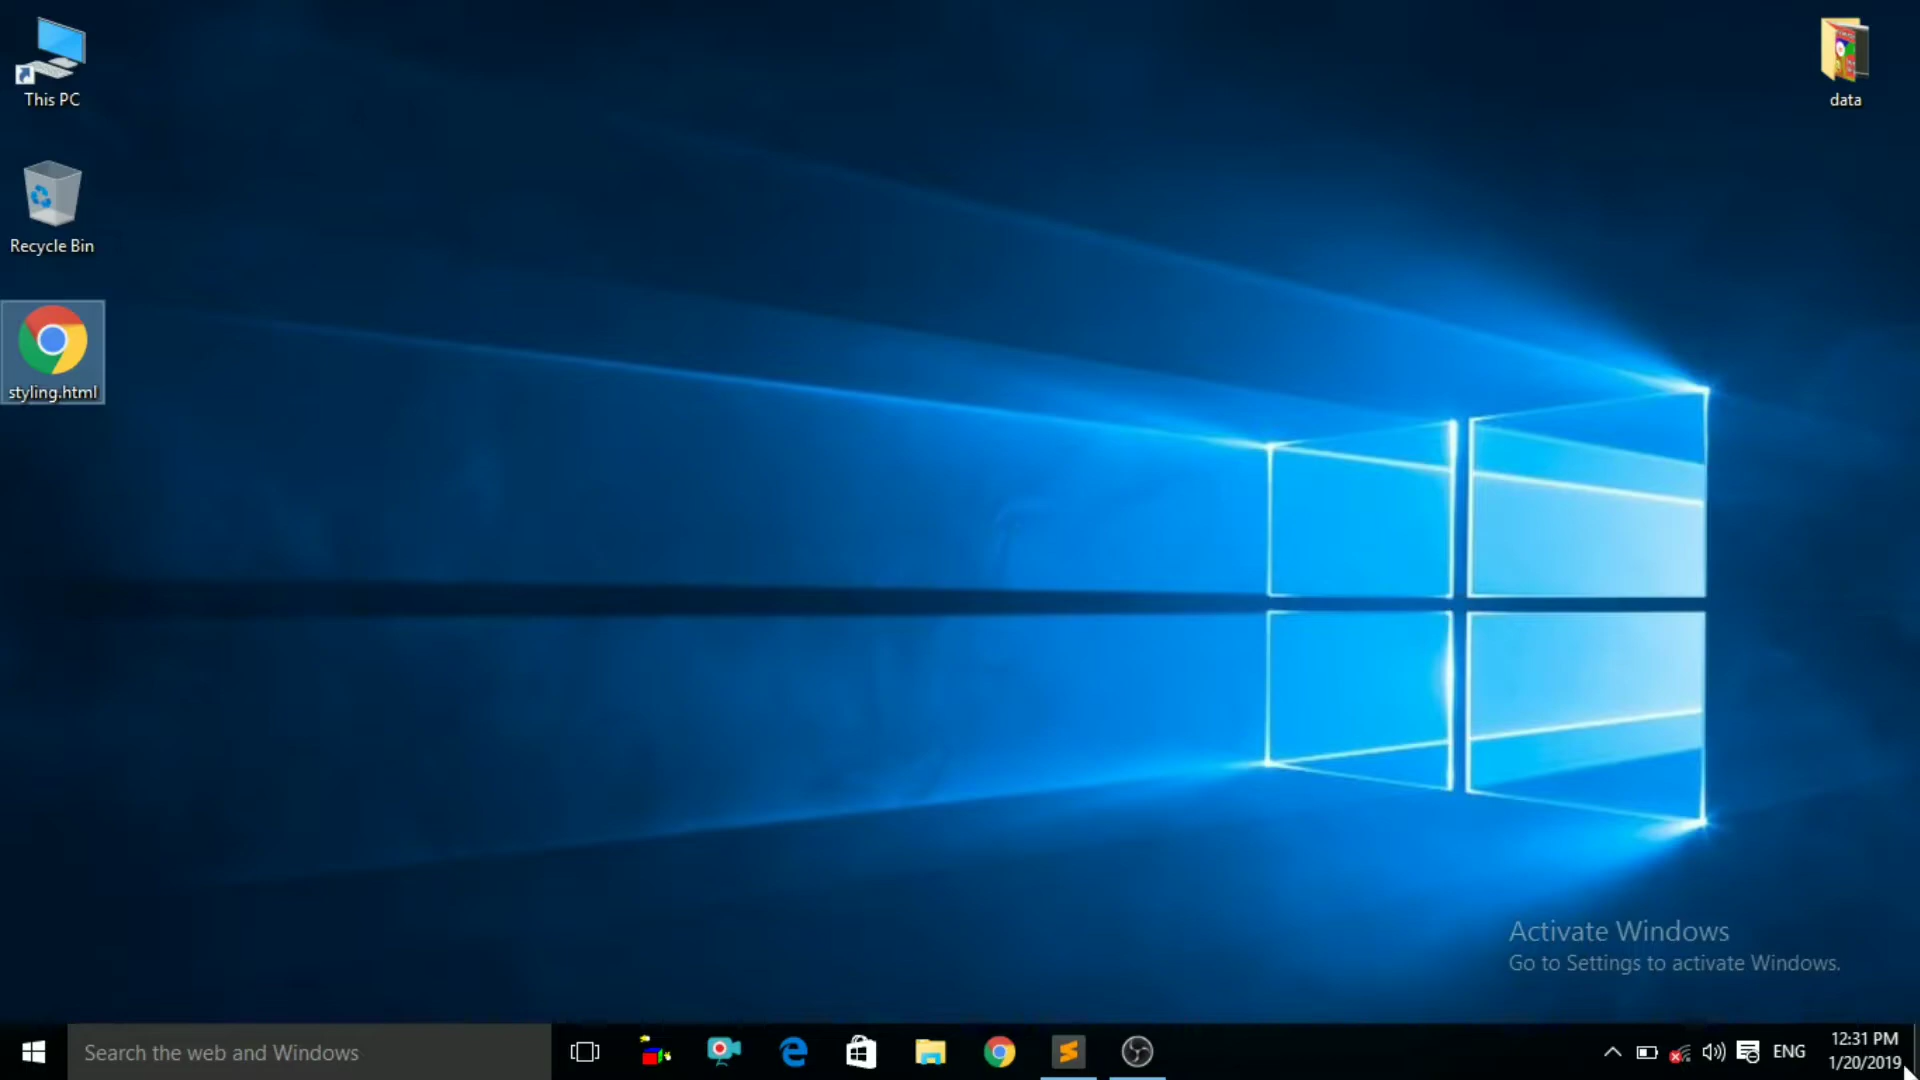 This PC
data
Recycle Bin
styling.html
Activate Windows
Go to Settings to activate Windows.
Search the web and Windows
ENG
12:31 PM
1/20/2019